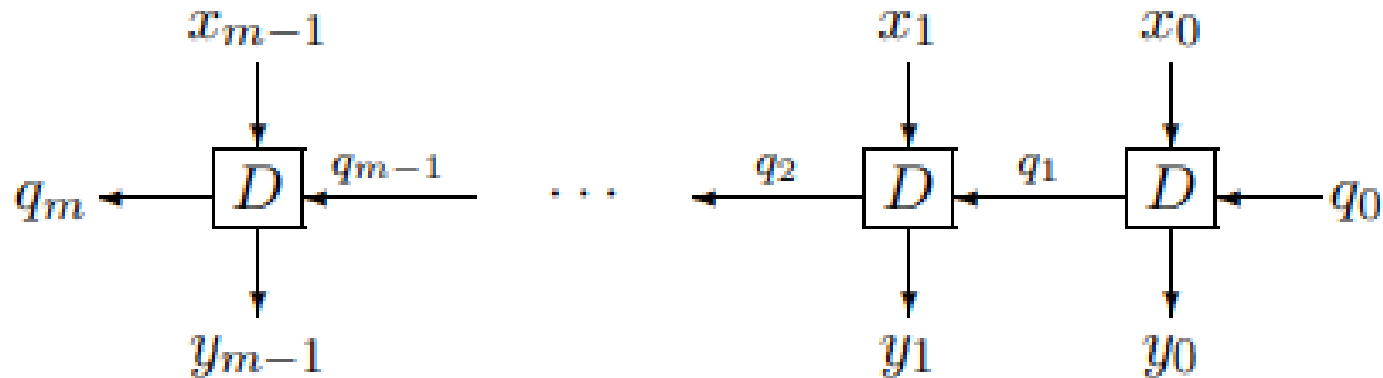 x_{m-1} x_1 x_0
q_m D q_{m-1} ... q_2 D q_1 D q_0
y_{m-1} y_1 y_0